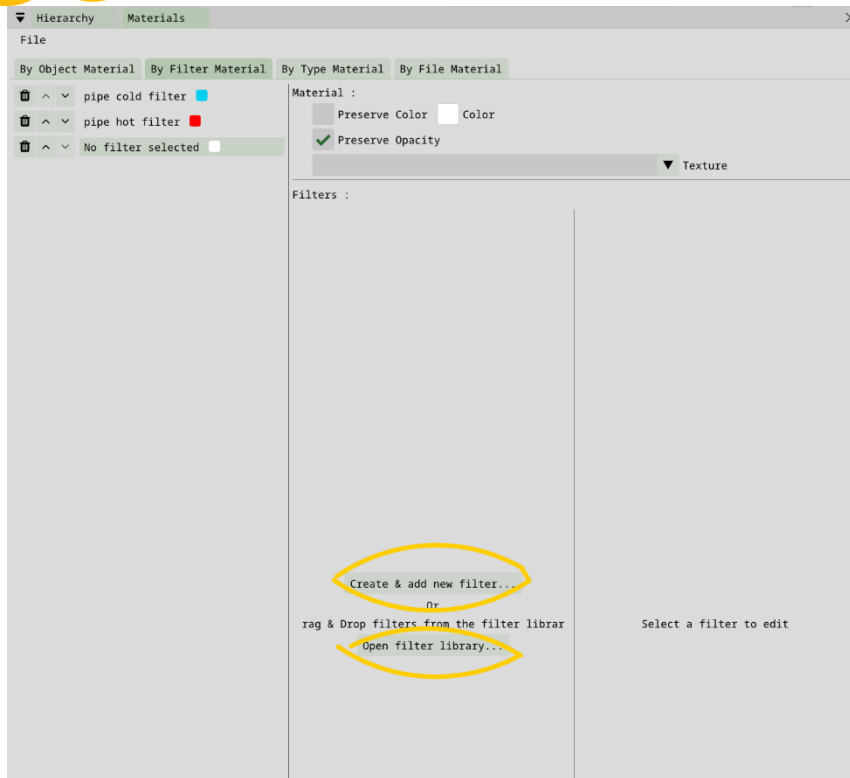 Hierarchy Materials
File
By Object Material By Filter Material By Type Material By File Material
pipe cold filter
pipe hot filter
No filter selected
Material :
Preserve Color Color
Preserve Opacity
Texture
Filters :
Create & add new filter...
Or
rag & Drop filters from the filter librar
Open filter library...
Select a filter to edit